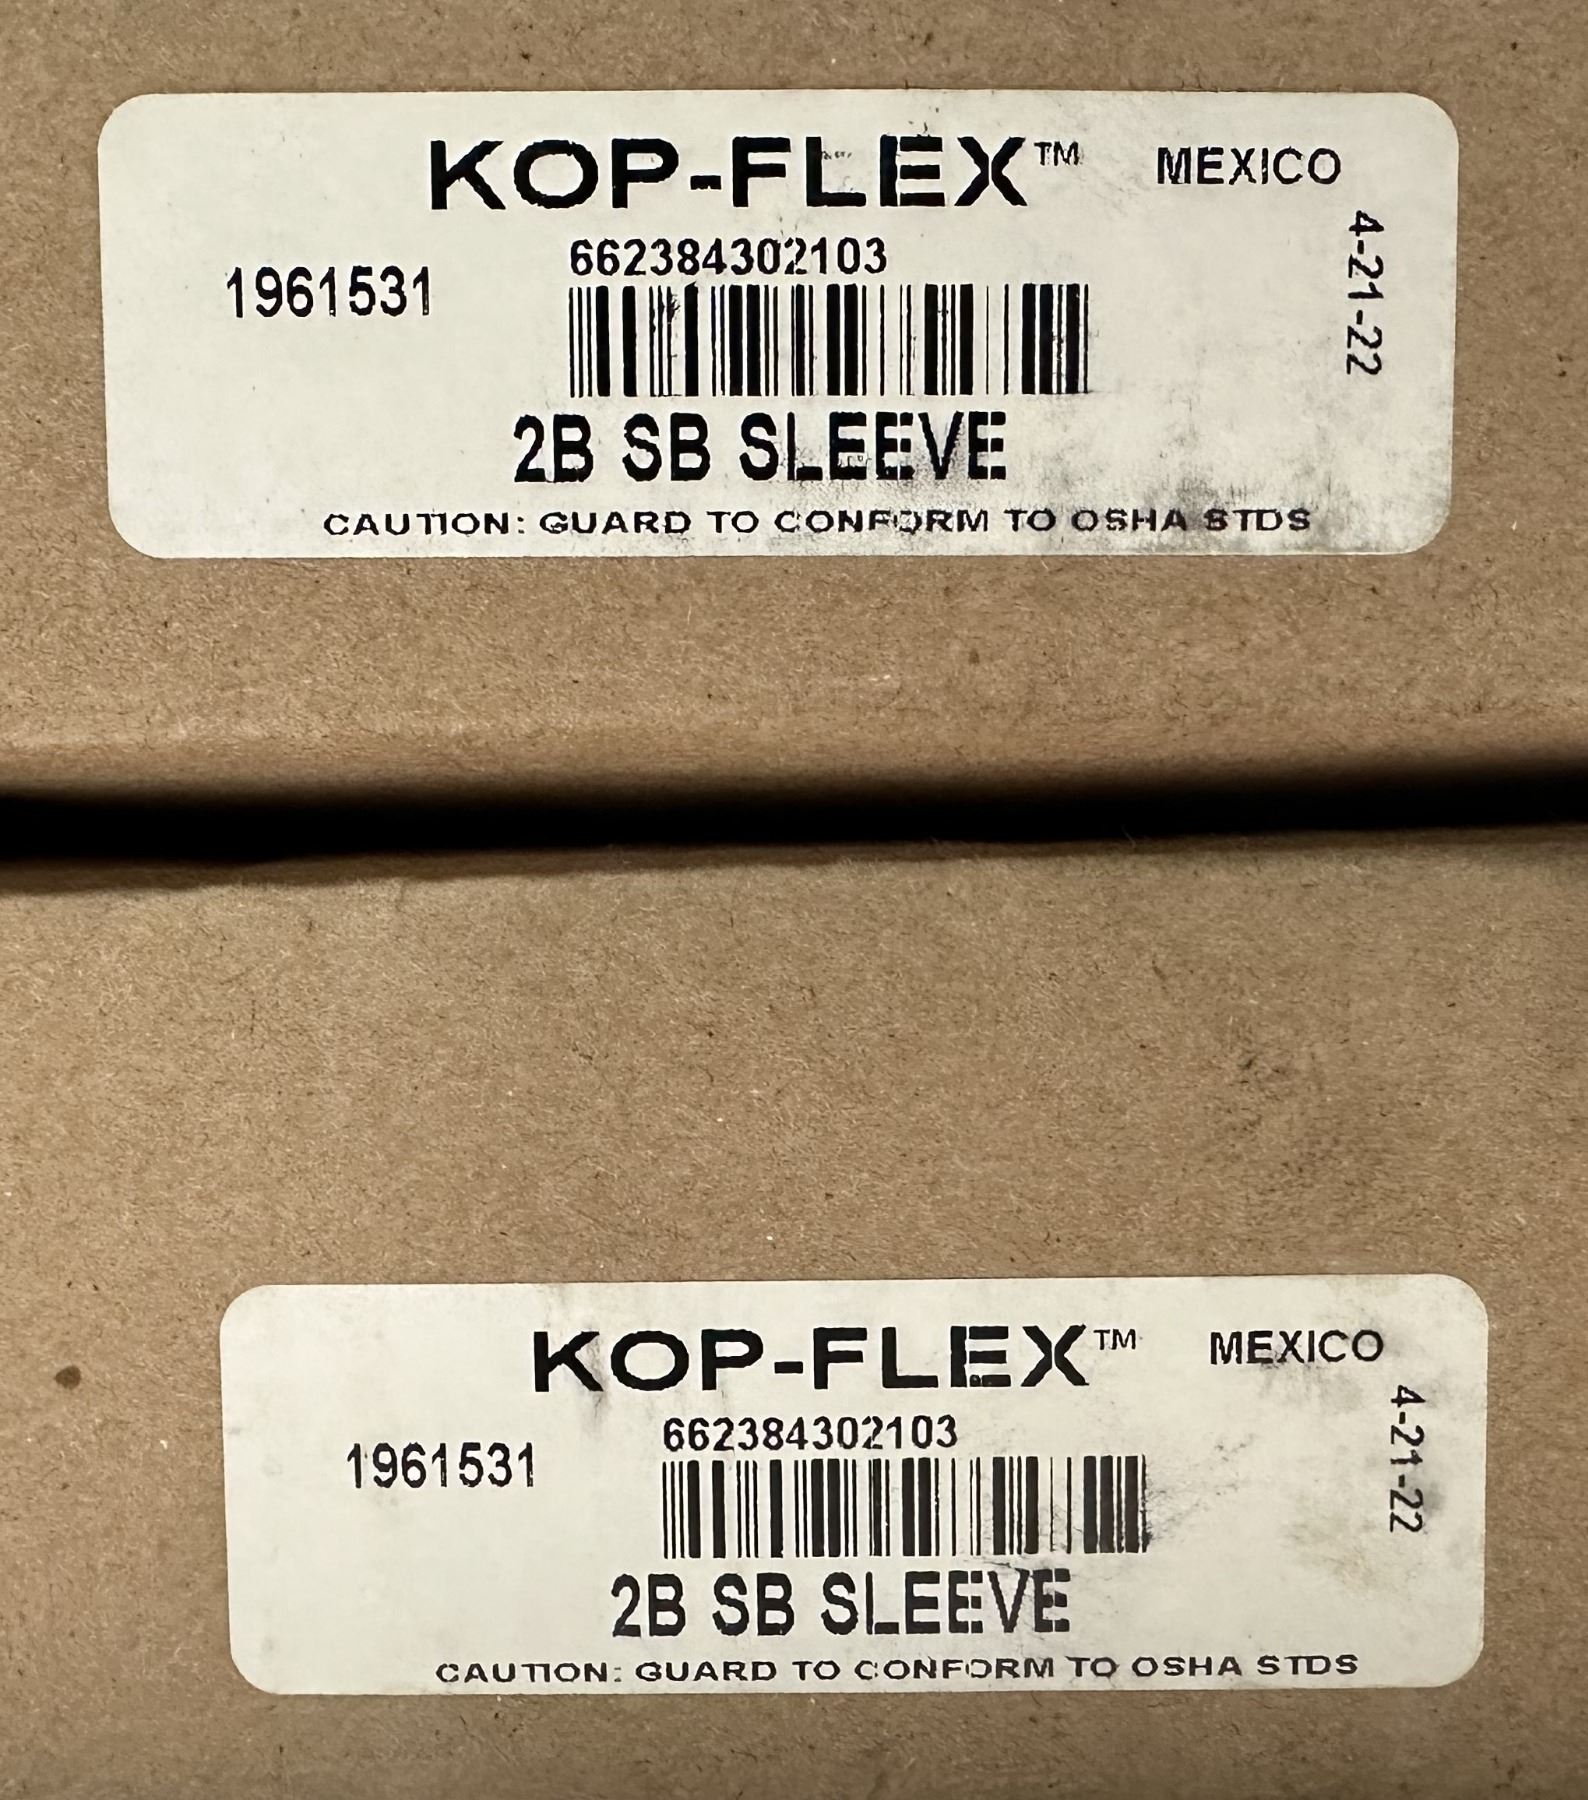 KOP-FLEX™ MEXICO
4-21-22
662384302103
1961531
2B SB SLEEVE
CAUTION: GUARD TO CONFORM TO OSHA STDS
KOP-FLEX™ MEXICO
4-21-22
662384302103
1961531
2B SB SLEEVE
CAUTION: GUARD TO CONFORM TO OSHA STDS